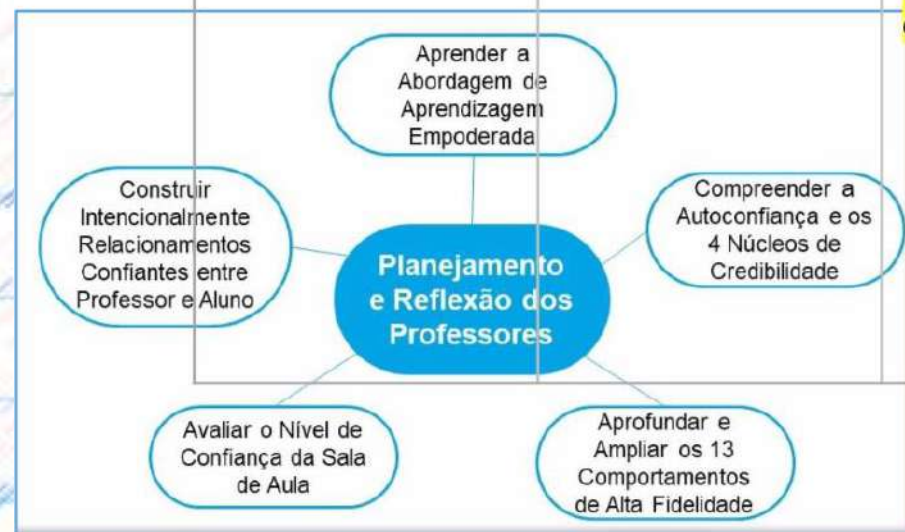 Aprender a
Abordagem de
Aprendizagem
Empoderada
Construir
Intencionalmente
Relacionamentos
Confiantes entre
Professor e Aluno
Compreender a
Autoconfiança e os
4 Núcleos de
Credibilidade
Planejamento
e Reflexão dos
Professores
Avaliar o Nível de
Confiança da Sala
de Aula
Aprofundar e
Ampliar os 13
Comportamentos
de Alta Fidelidade